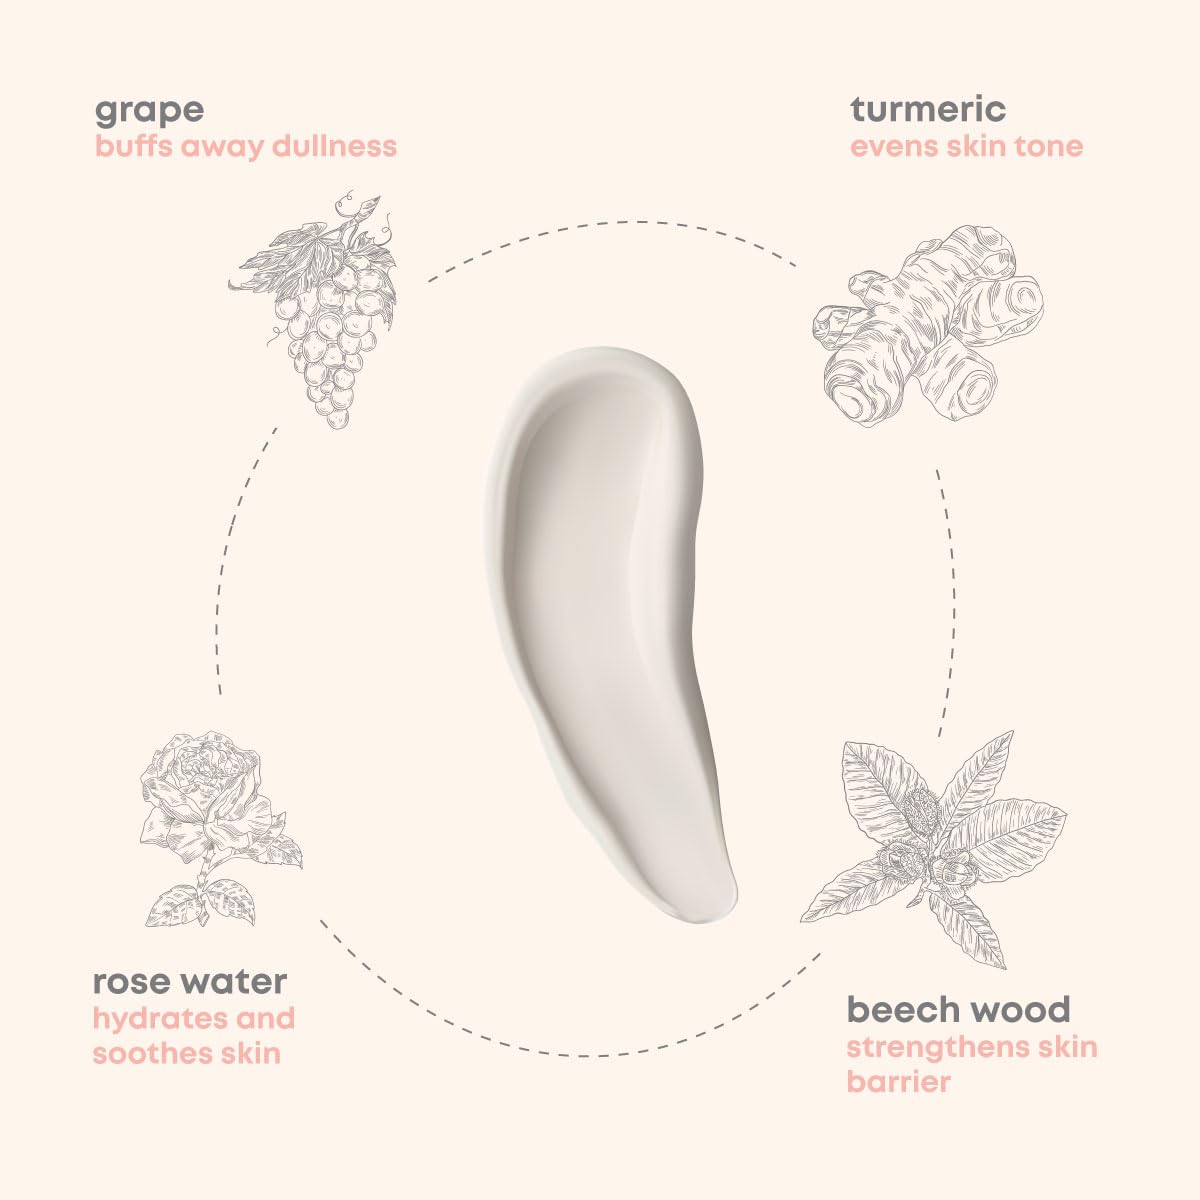 grape
buffs away dullness
turmeric
evens skin tone
rose water
hydrates and
soothes skin
beech wood
strengthens skin
barrier